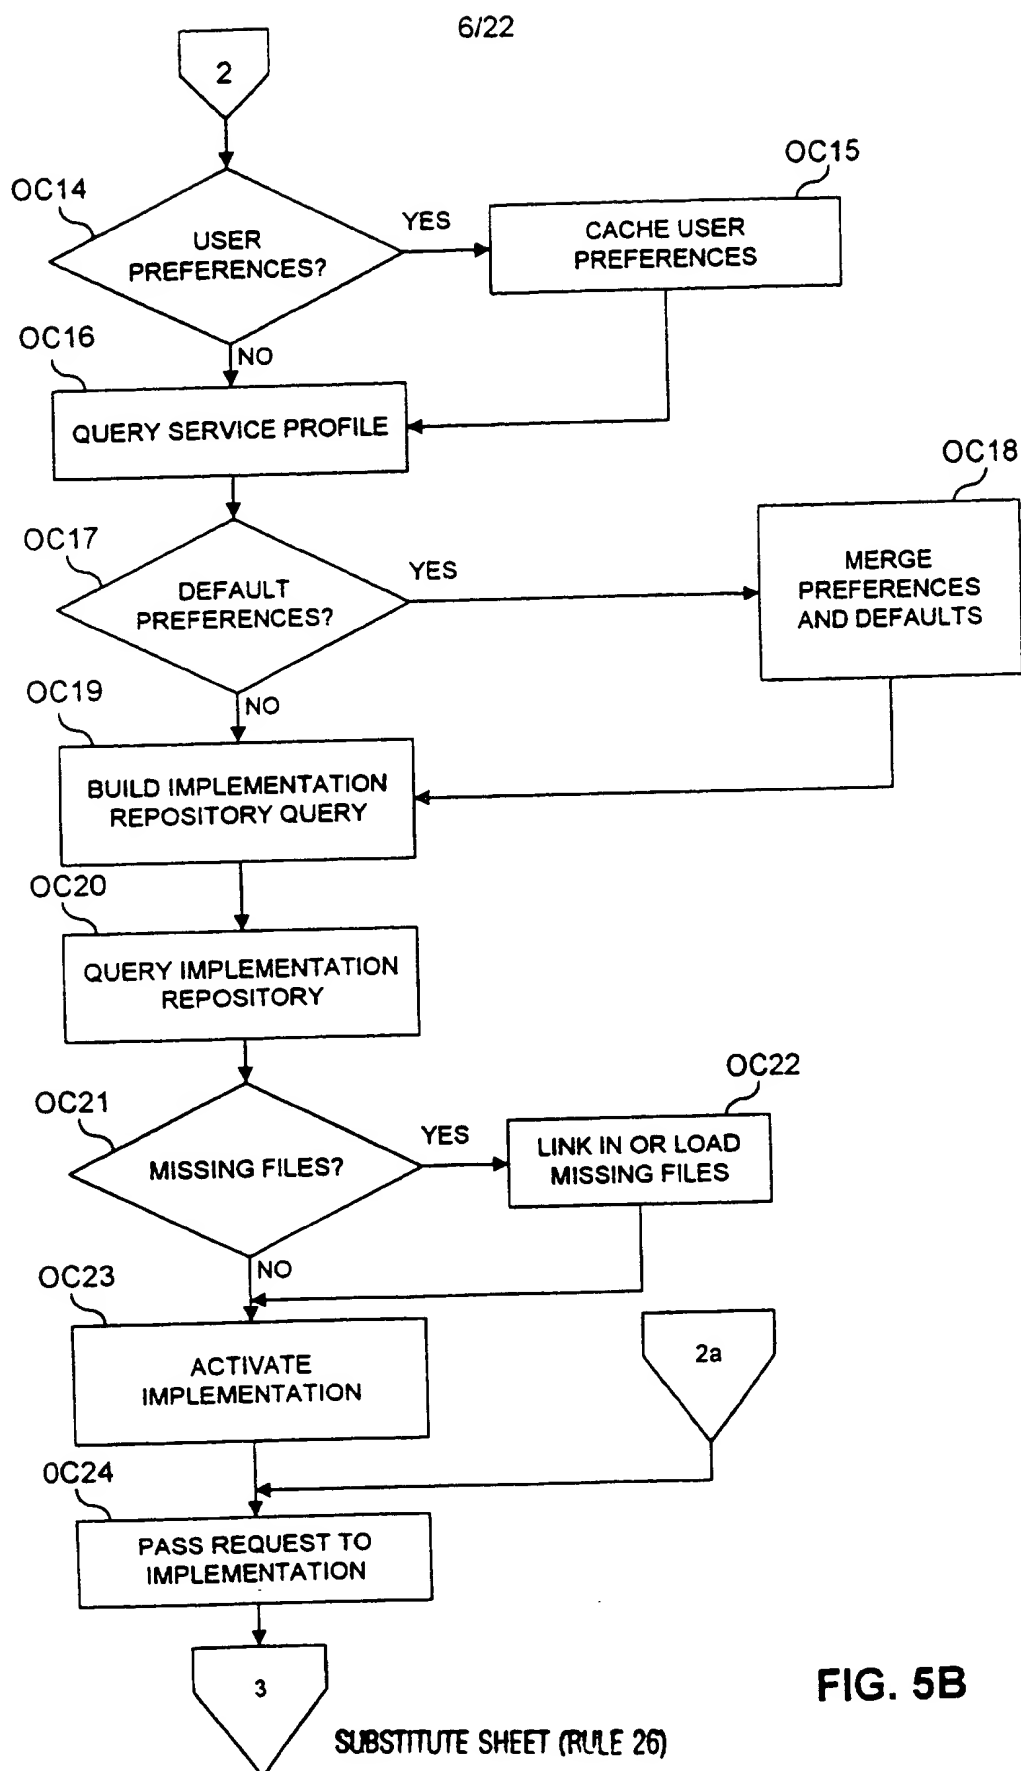 6/22
2
OC14
USER
PREFERENCES?
YES
OC15
CACHE USER
PREFERENCES
NO
OC16
QUERY SERVICE PROFILE
OC17
DEFAULT
PREFERENCES?
YES
OC18
MERGE
PREFERENCES
AND DEFAULTS
NO
OC19
BUILD IMPLEMENTATION
REPOSITORY QUERY
OC20
QUERY IMPLEMENTATION
REPOSITORY
OC21
MISSING FILES?
YES
OC22
LINK IN OR LOAD
MISSING FILES
NO
OC23
ACTIVATE
IMPLEMENTATION
2a
0C24
PASS REQUEST TO
IMPLEMENTATION
3
FIG. 5B
SUBSTITUTE SHEET (RULE 26)